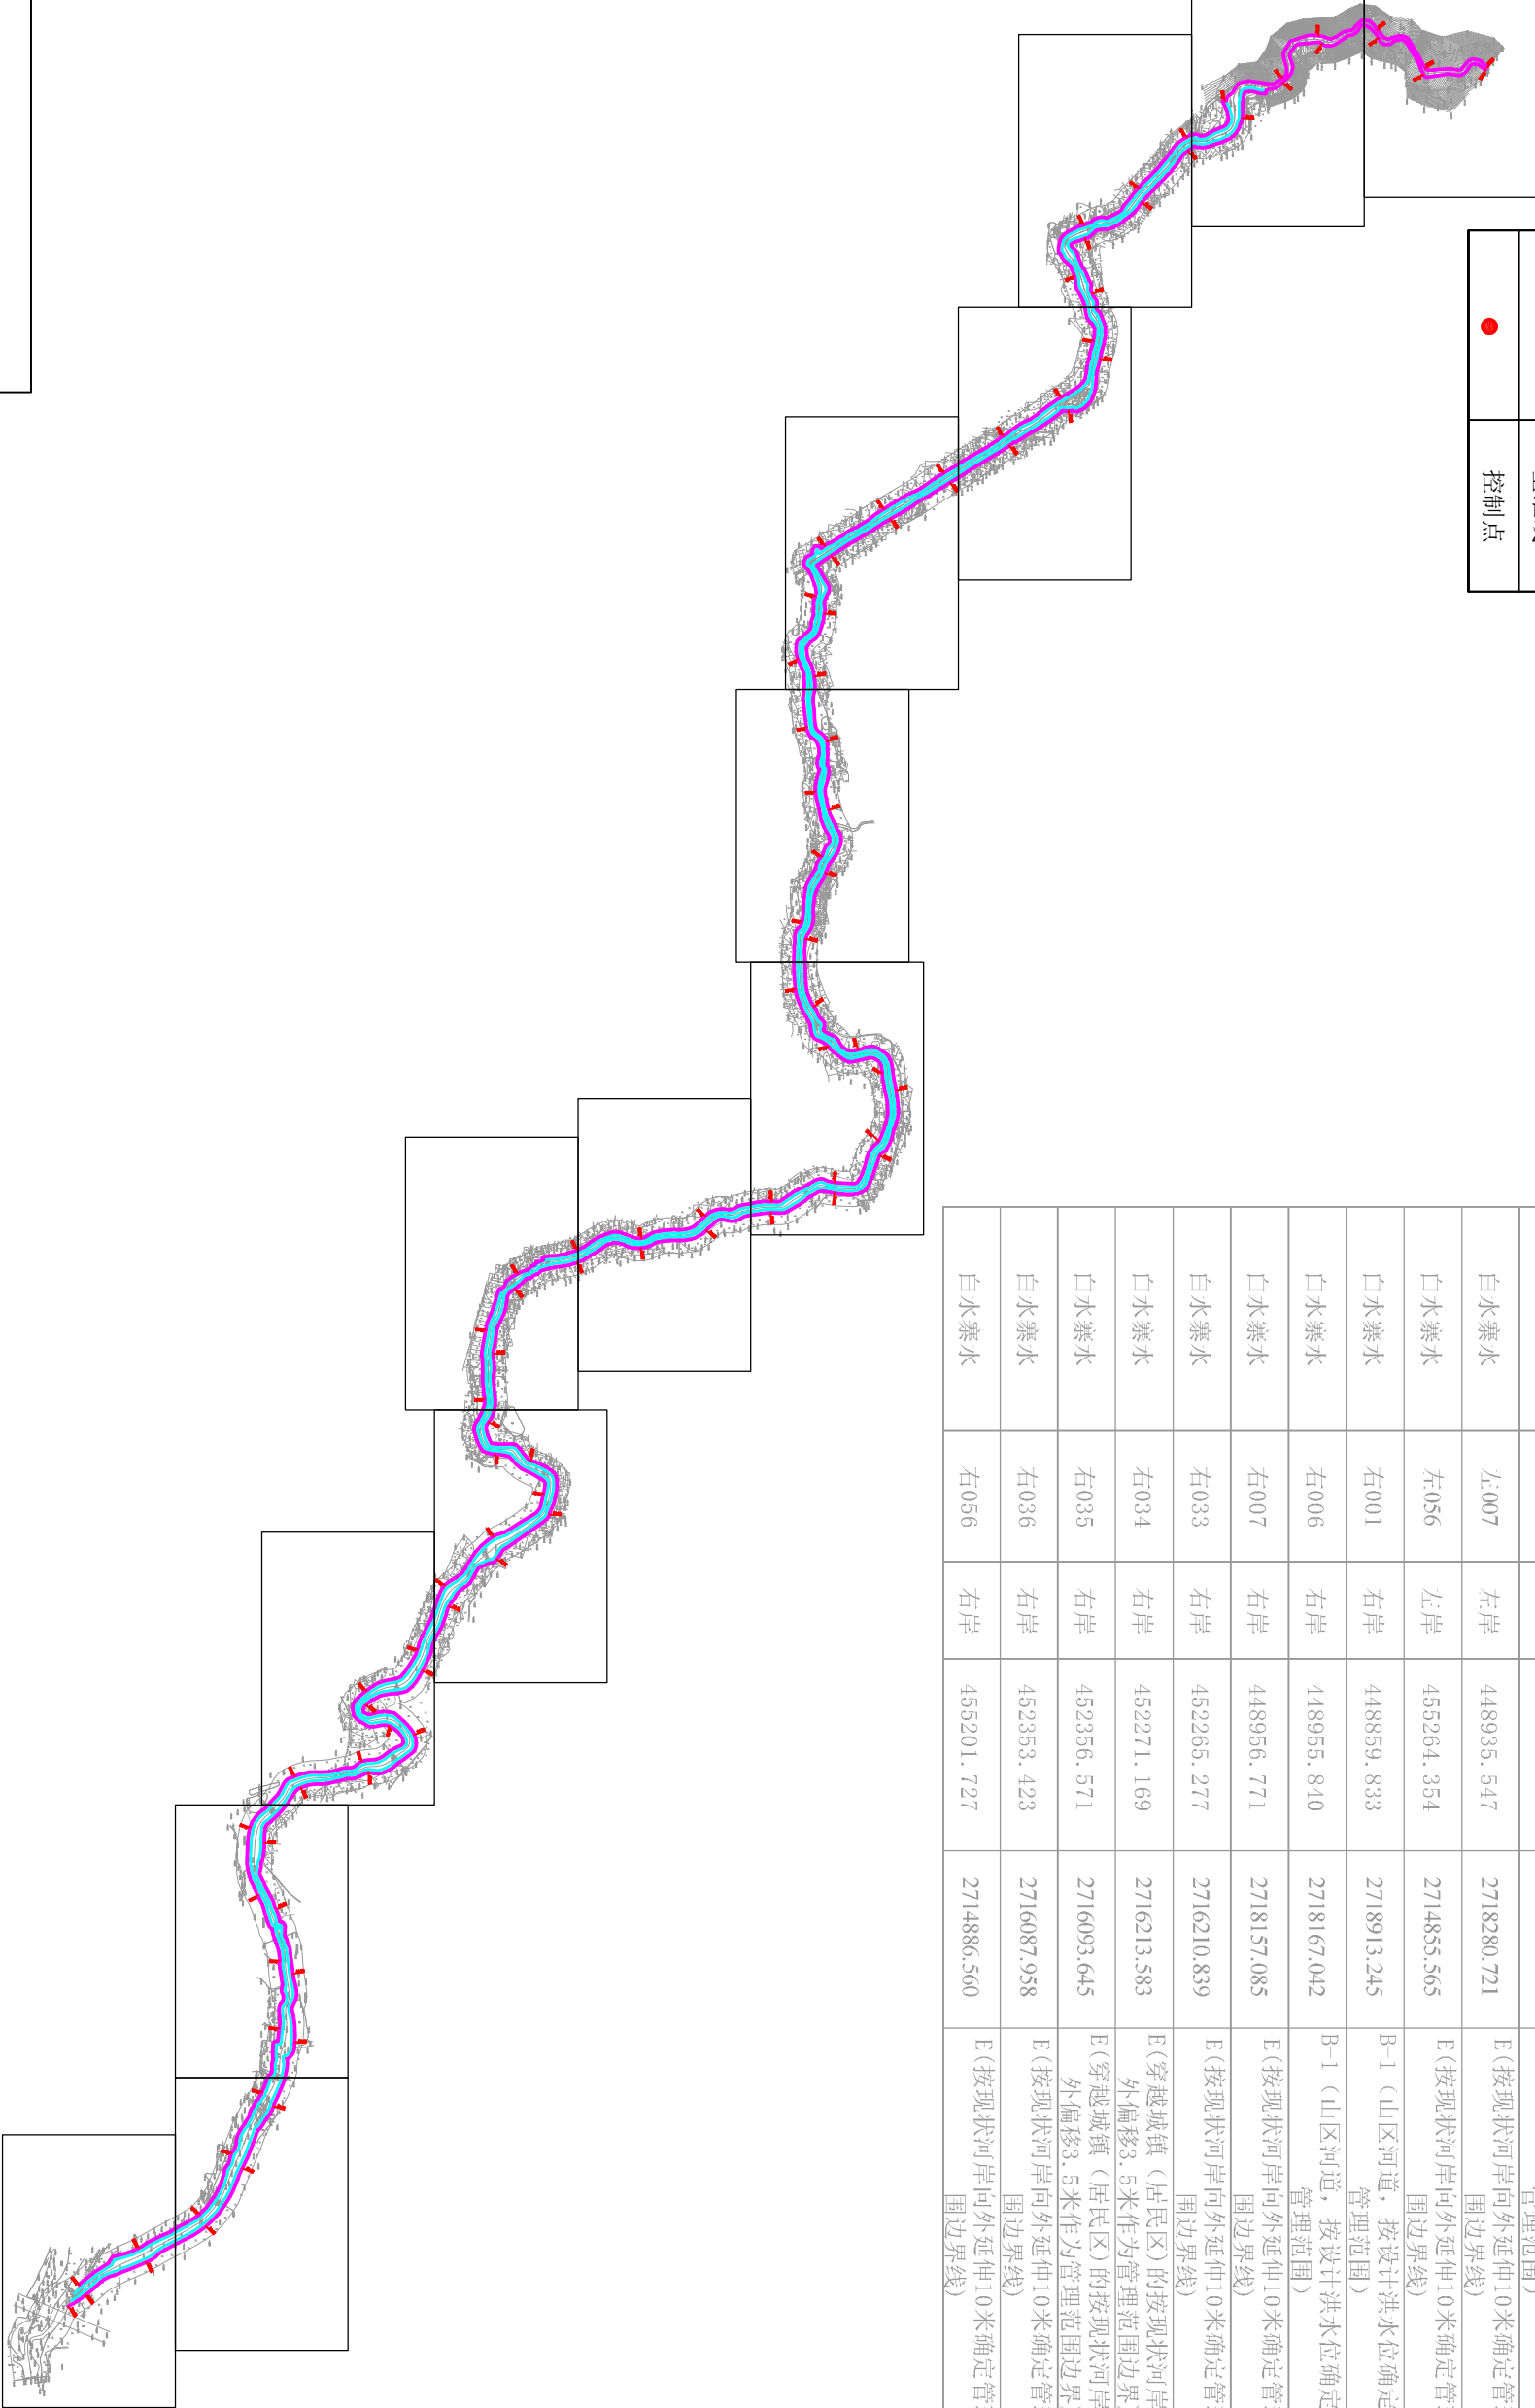 控制点
管理范围）
白水寨水 左007 左岸 448935.547 2718280.721 E(按现状河岸向外延伸10米确定管
围边界线)
白水寨水 左056 左岸 455264.354 2714855.565 E(按现状河岸向外延伸10米确定管
围边界线)
白水寨水 右001 右岸 448859.833 2718913.245 B-1（山区河道，按设计洪水位确定
管理范围）
白水寨水 右006 右岸 448955.840 2718167.042 B-1（山区河道，按设计洪水位确定
管理范围）
白水寨水 右007 右岸 448956.771 2718157.085 E(按现状河岸向外延伸10米确定管
围边界线)
白水寨水 右033 右岸 452265.277 2716210.839 E(按现状河岸向外延伸10米确定管
围边界线)
白水寨水 右034 右岸 452271.169 2716213.583 E(穿越城镇（居民区）的按现状河岸
外偏移3.5米作为管理范围边界
白水寨水 右035 右岸 452356.571 2716093.645 E(穿越城镇（居民区）的按现状河岸
外偏移3.5米作为管理范围边界
白水寨水 右036 右岸 452353.423 2716087.958 E(按现状河岸向外延伸10米确定管
围边界线)
白水寨水 右056 右岸 455201.727 2714886.560 E(按现状河岸向外延伸10米确定管
围边界线)